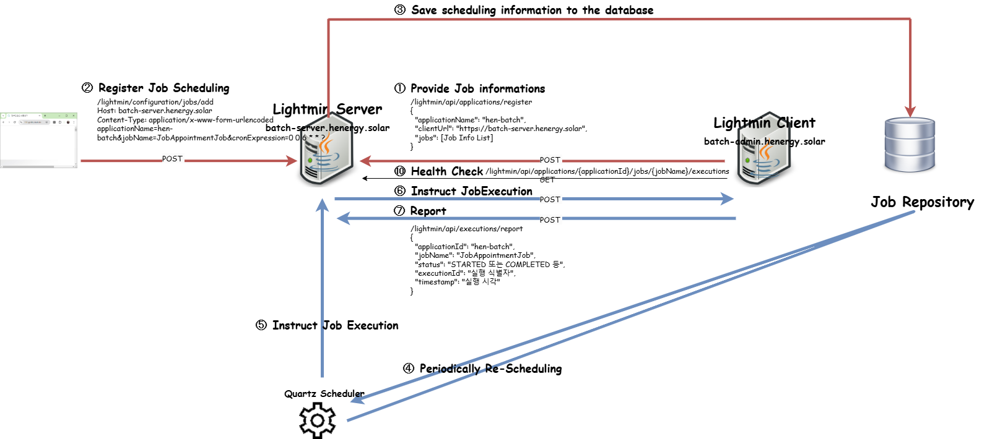 ③ Save scheduling information to the database
② Register Job Scheduling
/lightmin/configuration/jobs/add
Host: batch-server.henergy.solar
Content-Type: application/x-www-form-urlencoded
applicationName=hen-
batch&jobName=JobAppointmentJob&cronExpression=0 0 6 * * ?
POST
Lightmin Server
batch-server.henergy.solar
① Provide Job informations
/lightmin/api/applications/register
{
"applicationName": "hen-batch",
"clientUrl": "https://batch-server.henergy.solar",
"jobs": [Job Info List]
}
POST
⑩ Health Check /lightmin/api/applications/{applicationId}/jobs/{jobName}/executions
GET
⑥ Instruct JobExecution
POST
⑦ Report
POST
/lightmin/api/executions/report
{
"applicationId": "hen-batch",
"jobName": "JobAppointmentJob",
"status": "STARTED 또는 COMPLETED 등",
"executionId": "실행 식별자",
"timestamp": "실행 시각"
}
Lightmin Client
batch-admin.henergy.solar
Job Repository
⑤ Instruct Job Execution
④ Periodically Re-Scheduling
Quartz Scheduler